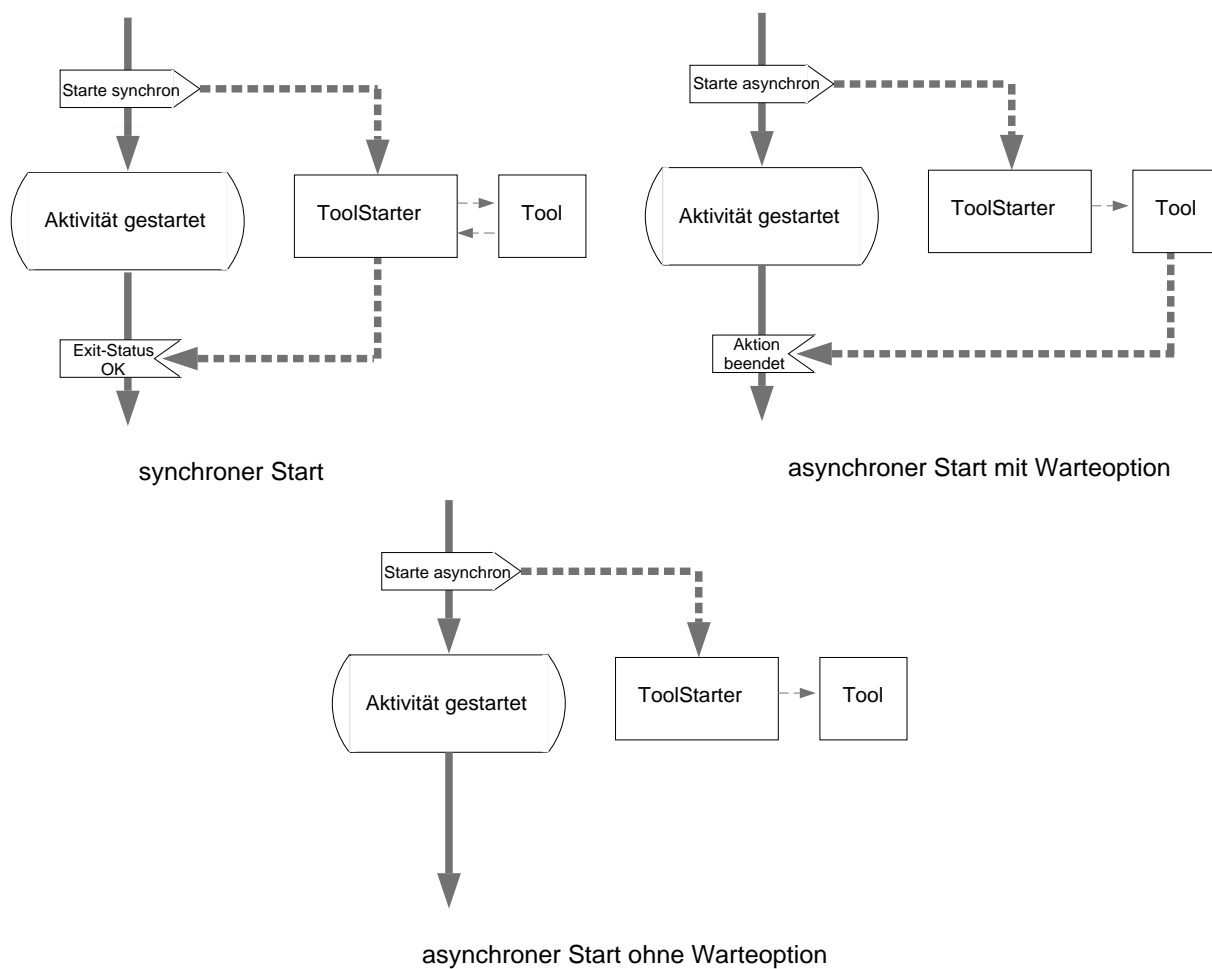 Starte synchron
Aktivität gestartet
ToolStarter
Tool
Exit-Status
OK
synchroner Start
Starte asynchron
Aktivität gestartet
ToolStarter
Tool
Aktion
beendet
asynchroner Start mit Warteoption
Starte asynchron
Aktivität gestartet
ToolStarter
Tool
asynchroner Start ohne Warteoption